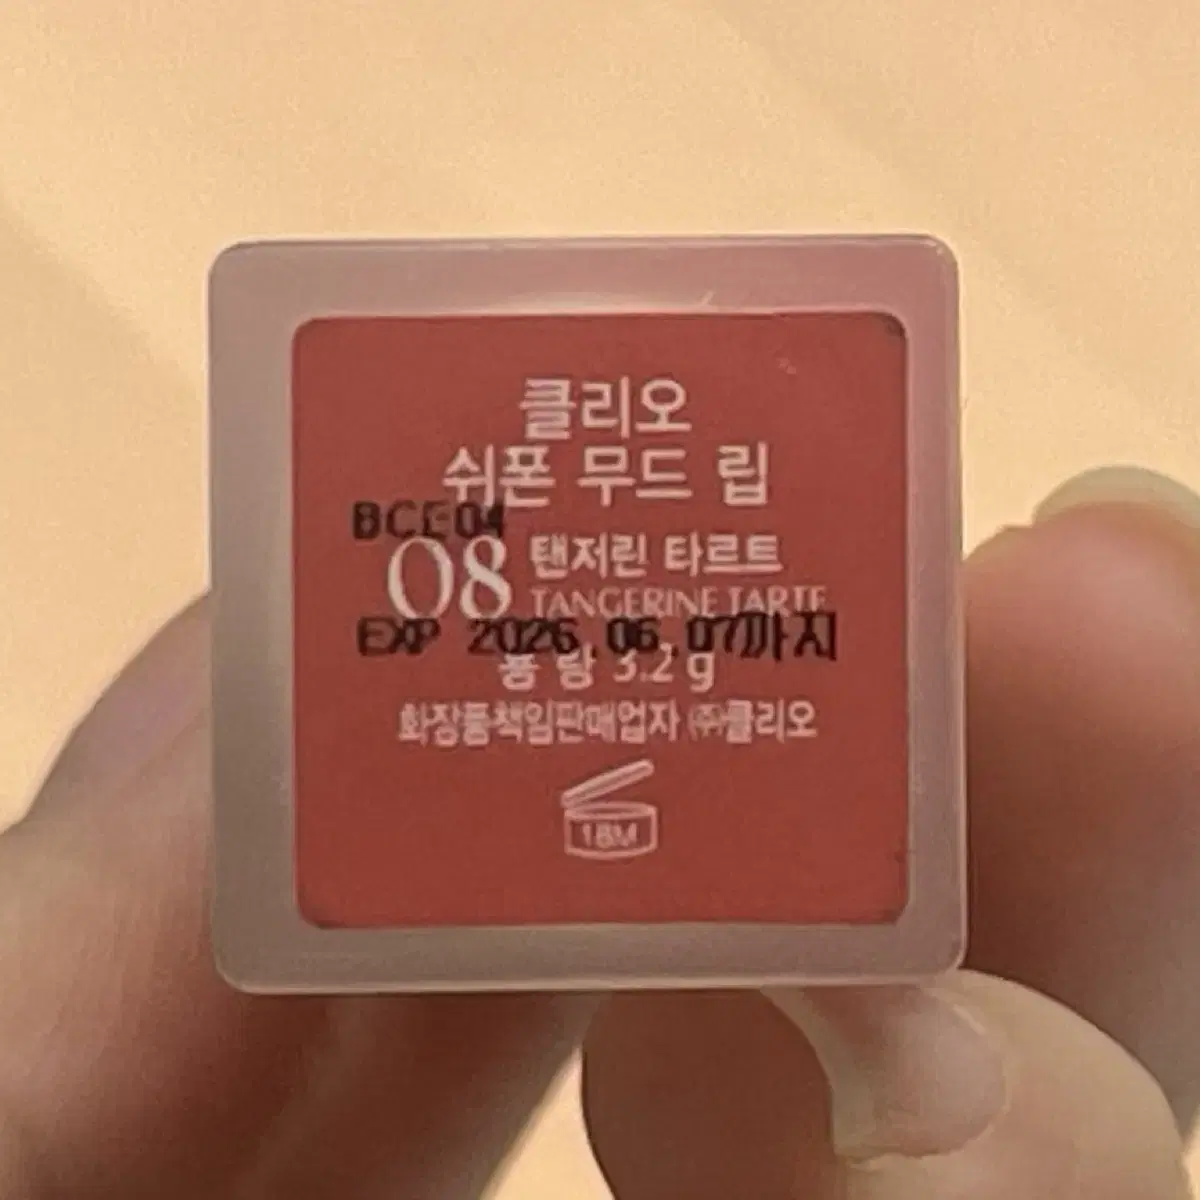 클리오
쉬폰 무드 립
BCE04
08 탠저린 타르트
TANGERINE TARTE
EXP 2026.06.07까지
용량 3.2g
화장품책임판매업자 ㈜클리오
18M